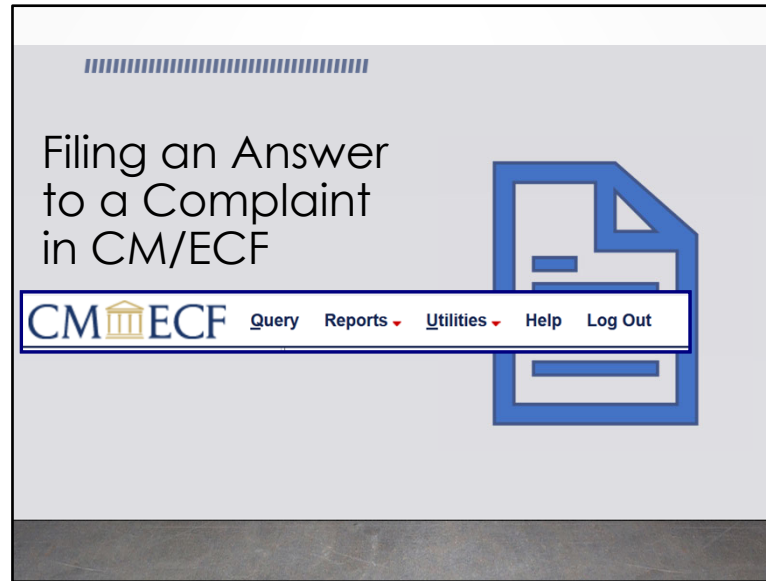 Filing an Answer
to a Complaint
in CM/ECF
CM ECF Query Reports Utilities Help Log Out